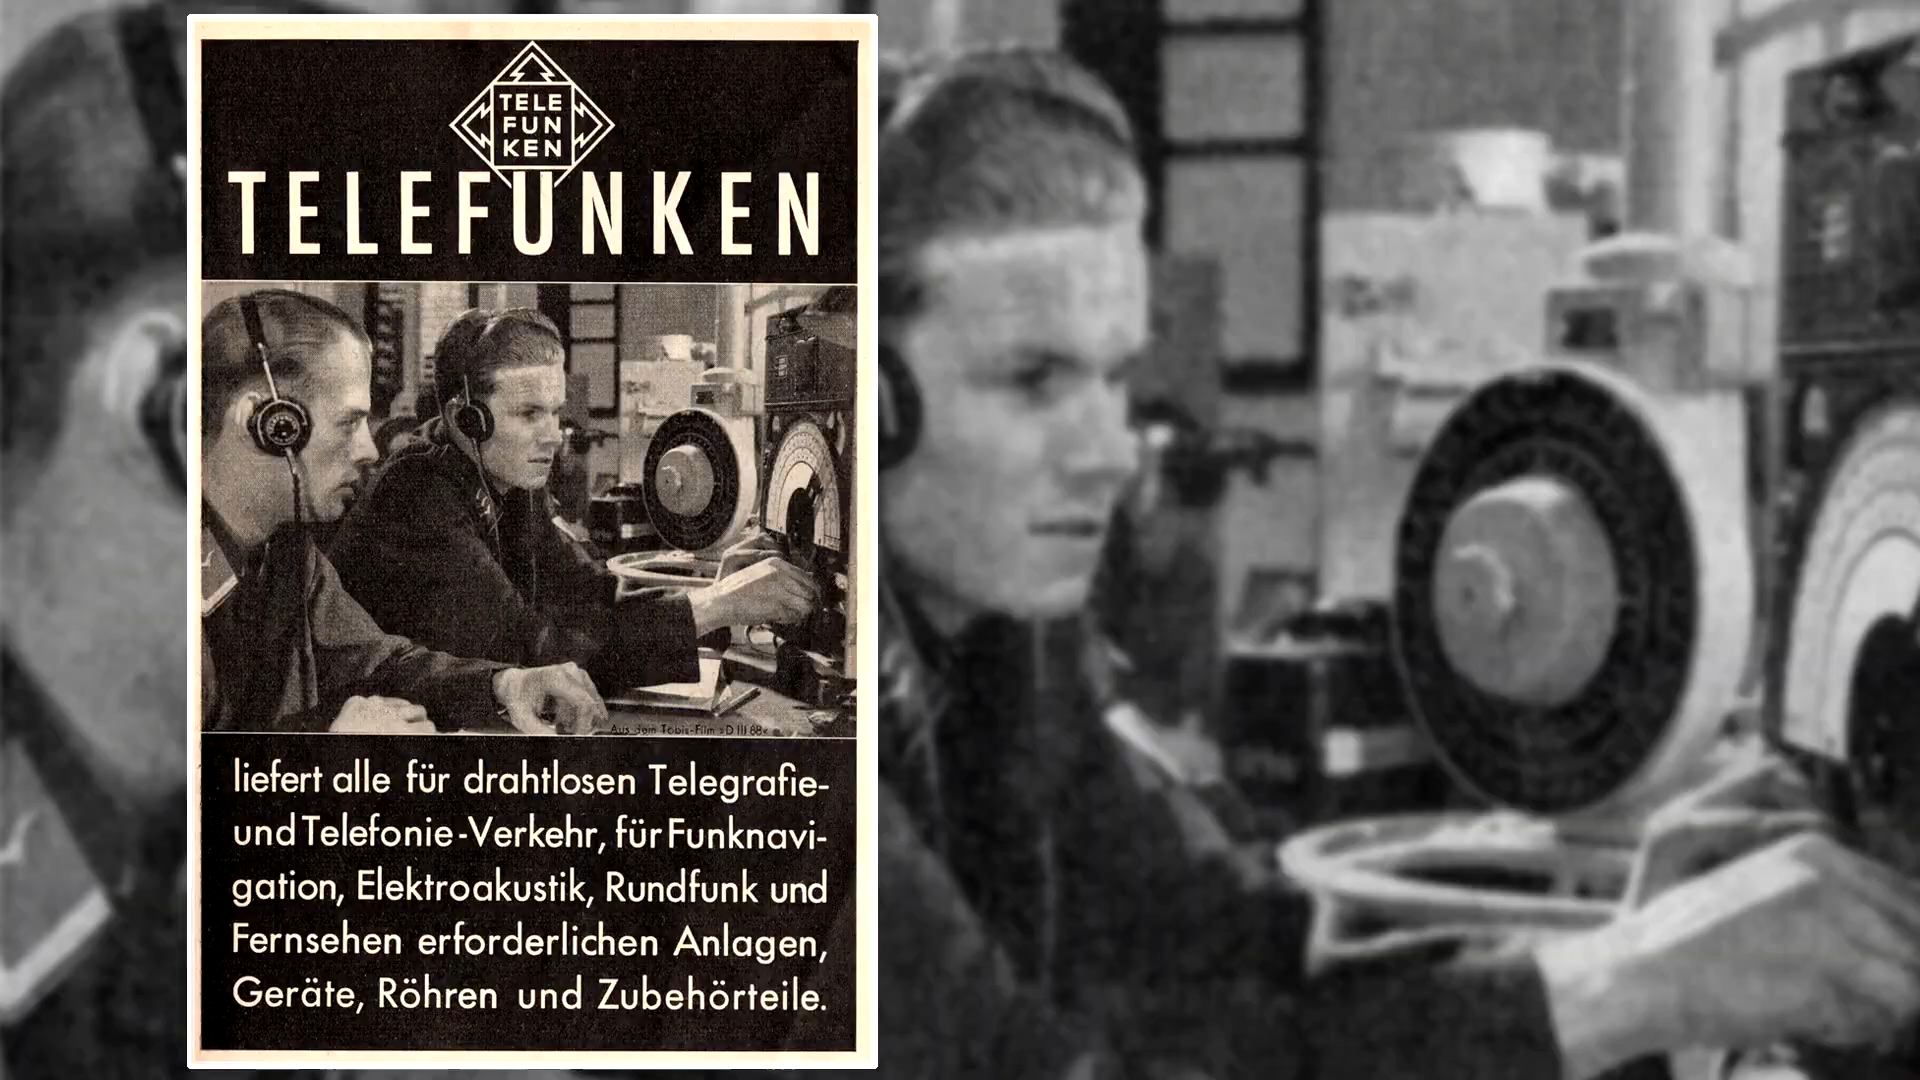 TELE
FUN
KEN
TELEFUNKEN
Aus dem Tobis-Film »D III 88«
liefert alle für drahtlosen Telegrafie-
und Telefonie-Verkehr, für Funknavi-
gation, Elektroakustik, Rundfunk und
Fernsehen erforderlichen Anlagen,
Geräte, Röhren und Zubehörteile.